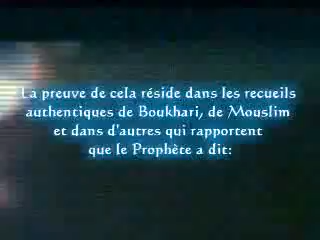 La preuve de cela réside dans les recueils
authentiques de Boukhari, de Mouslim
et dans d'autres qui rapportent
que le Prophète a dit: